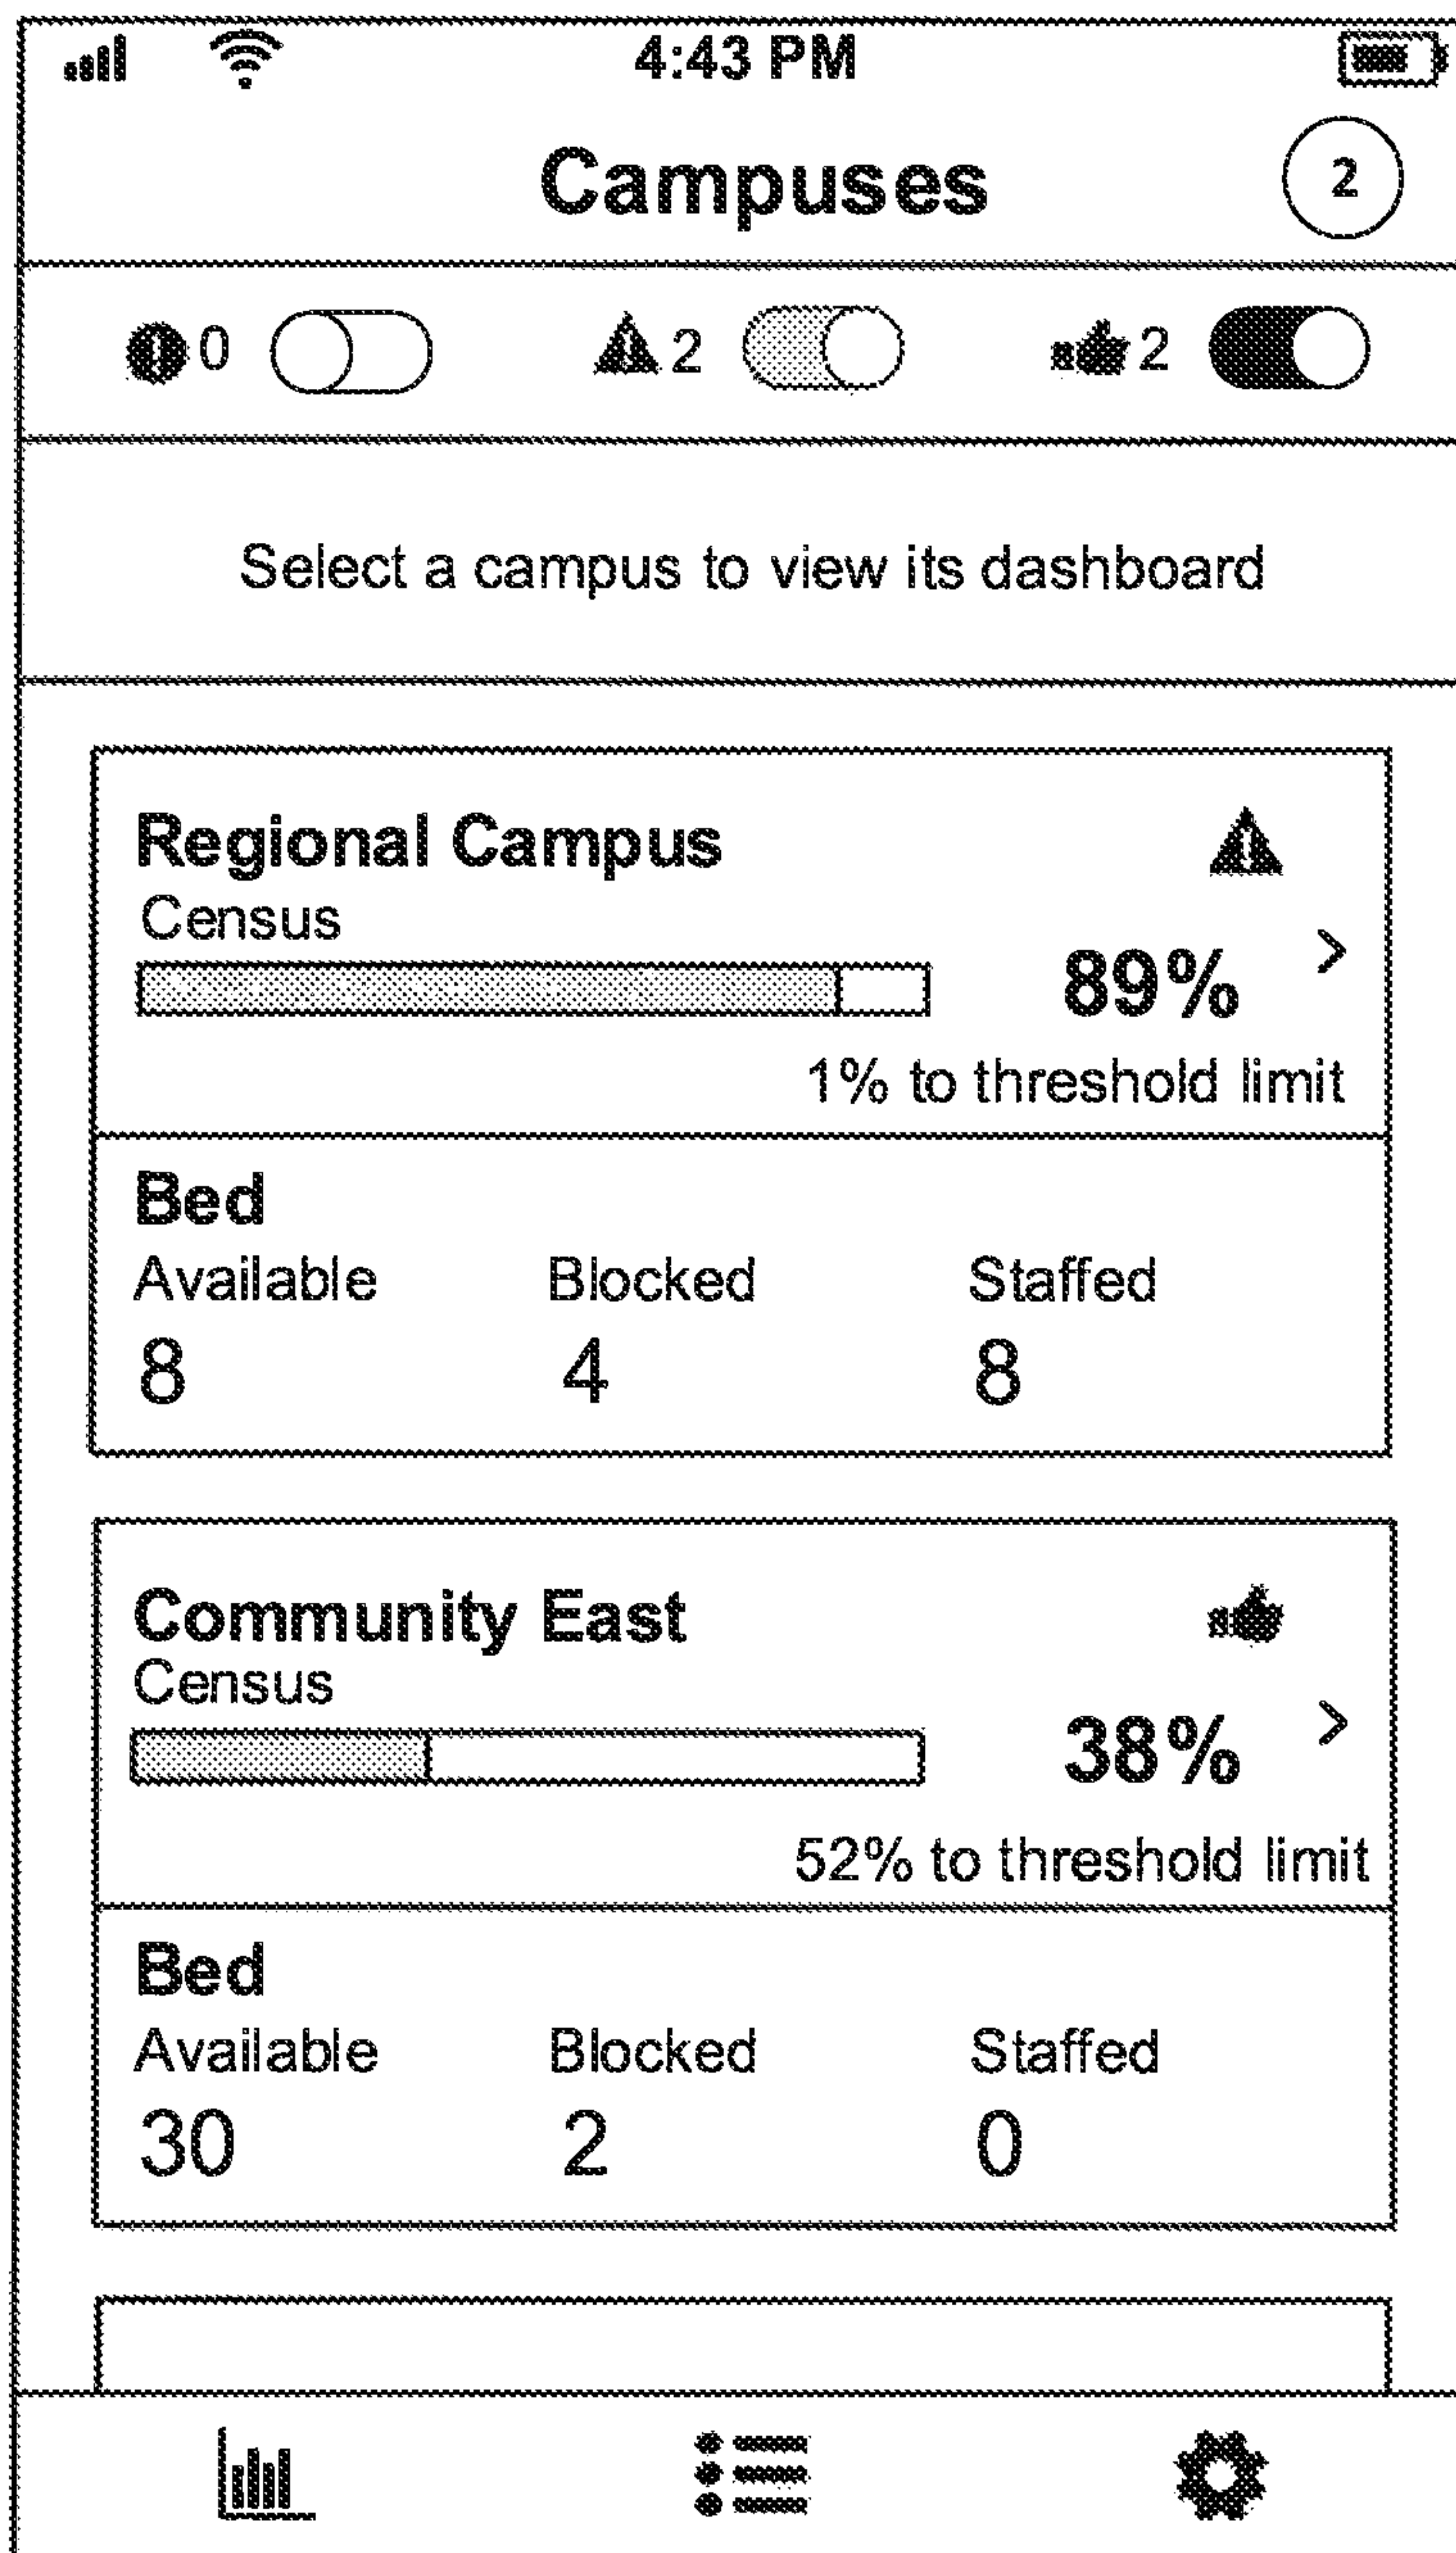 4:43 PM
Campuses 2
0 2 2
Select a campus to view its dashboard
Regional Campus
Census
89% >
1% to threshold limit
Bed
Available Blocked Staffed
8 4 8
Community East
Census
38% >
52% to threshold limit
Bed
Available Blocked Staffed
30 2 0